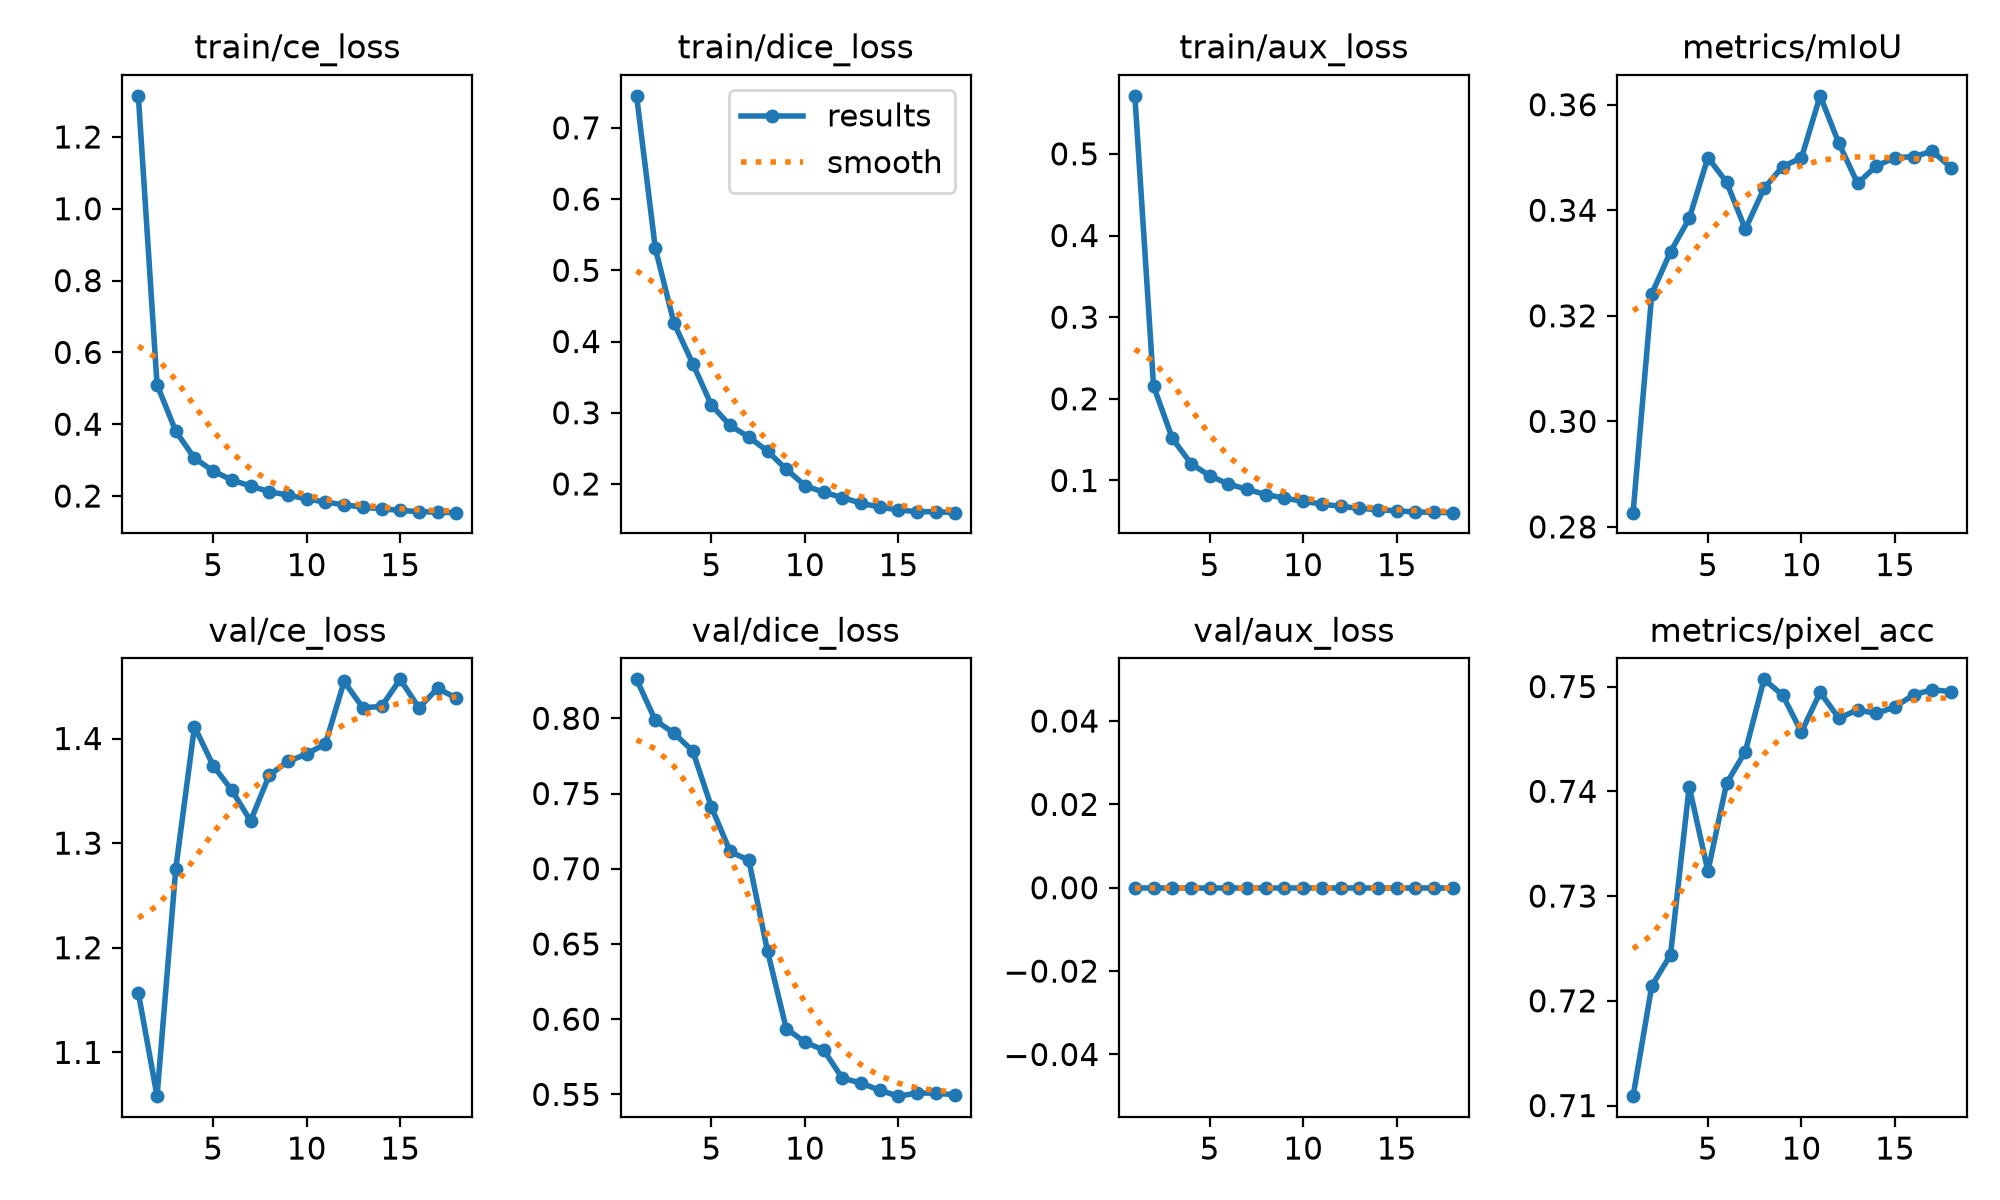 train/ce_loss
1.2
1.0
0.8
0.6
0.4
0.2
5 10 15
train/dice_loss
results
smooth
0.7
0.6
0.5
0.4
0.3
0.2
5 10 15
train/aux_loss
0.5
0.4
0.3
0.2
0.1
5 10 15
metrics/mIoU
0.36
0.34
0.32
0.30
0.28
5 10 15
val/ce_loss
1.4
1.3
1.2
1.1
5 10 15
val/dice_loss
0.80
0.75
0.70
0.65
0.60
0.55
5 10 15
val/aux_loss
0.04
0.02
0.00
−0.02
−0.04
5 10 15
metrics/pixel_acc
0.75
0.74
0.73
0.72
0.71
5 10 15